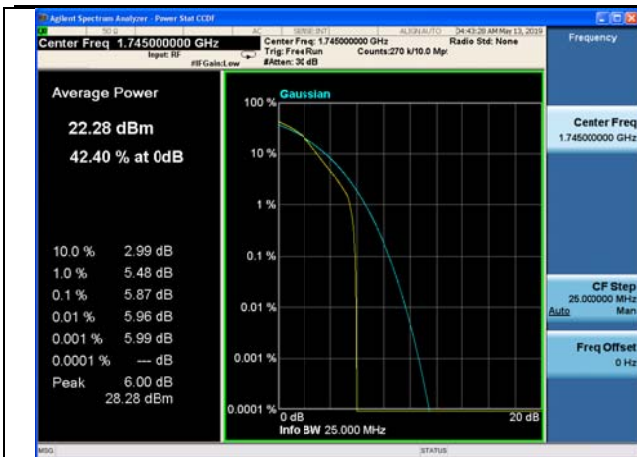 Agilent Spectrum Analyzer - Power Stat CCDF
50 Ω AC SENSE:INT ALIGN AUTO 04:43:28 AM Mar 13, 2019
Center Freq 1.745000000 GHz
Input: RF
#IFGain:Low
Center Freq: 1.745000000 GHz
Trig: Free Run Counts:270 k/10.0 Mpt
#Atten: 30 dB
Radio Std: None
Frequency
Average Power
22.28 dBm
42.40 % at 0dB
10.0 % 2.99 dB
1.0 % 5.48 dB
0.1 % 5.87 dB
0.01 % 5.96 dB
0.001 % 5.99 dB
0.0001 % --- dB
Peak 6.00 dB
28.28 dBm
Gaussian
100 %
10 %
1 %
0.1 %
0.01 %
0.001 %
0.0001 %
0 dB
20 dB
Info BW 25.000 MHz
Center Freq
1.745000000 GHz
CF Step
25.000000 MHz
Auto Man
Freq Offset
0 Hz
MSG
STATUS